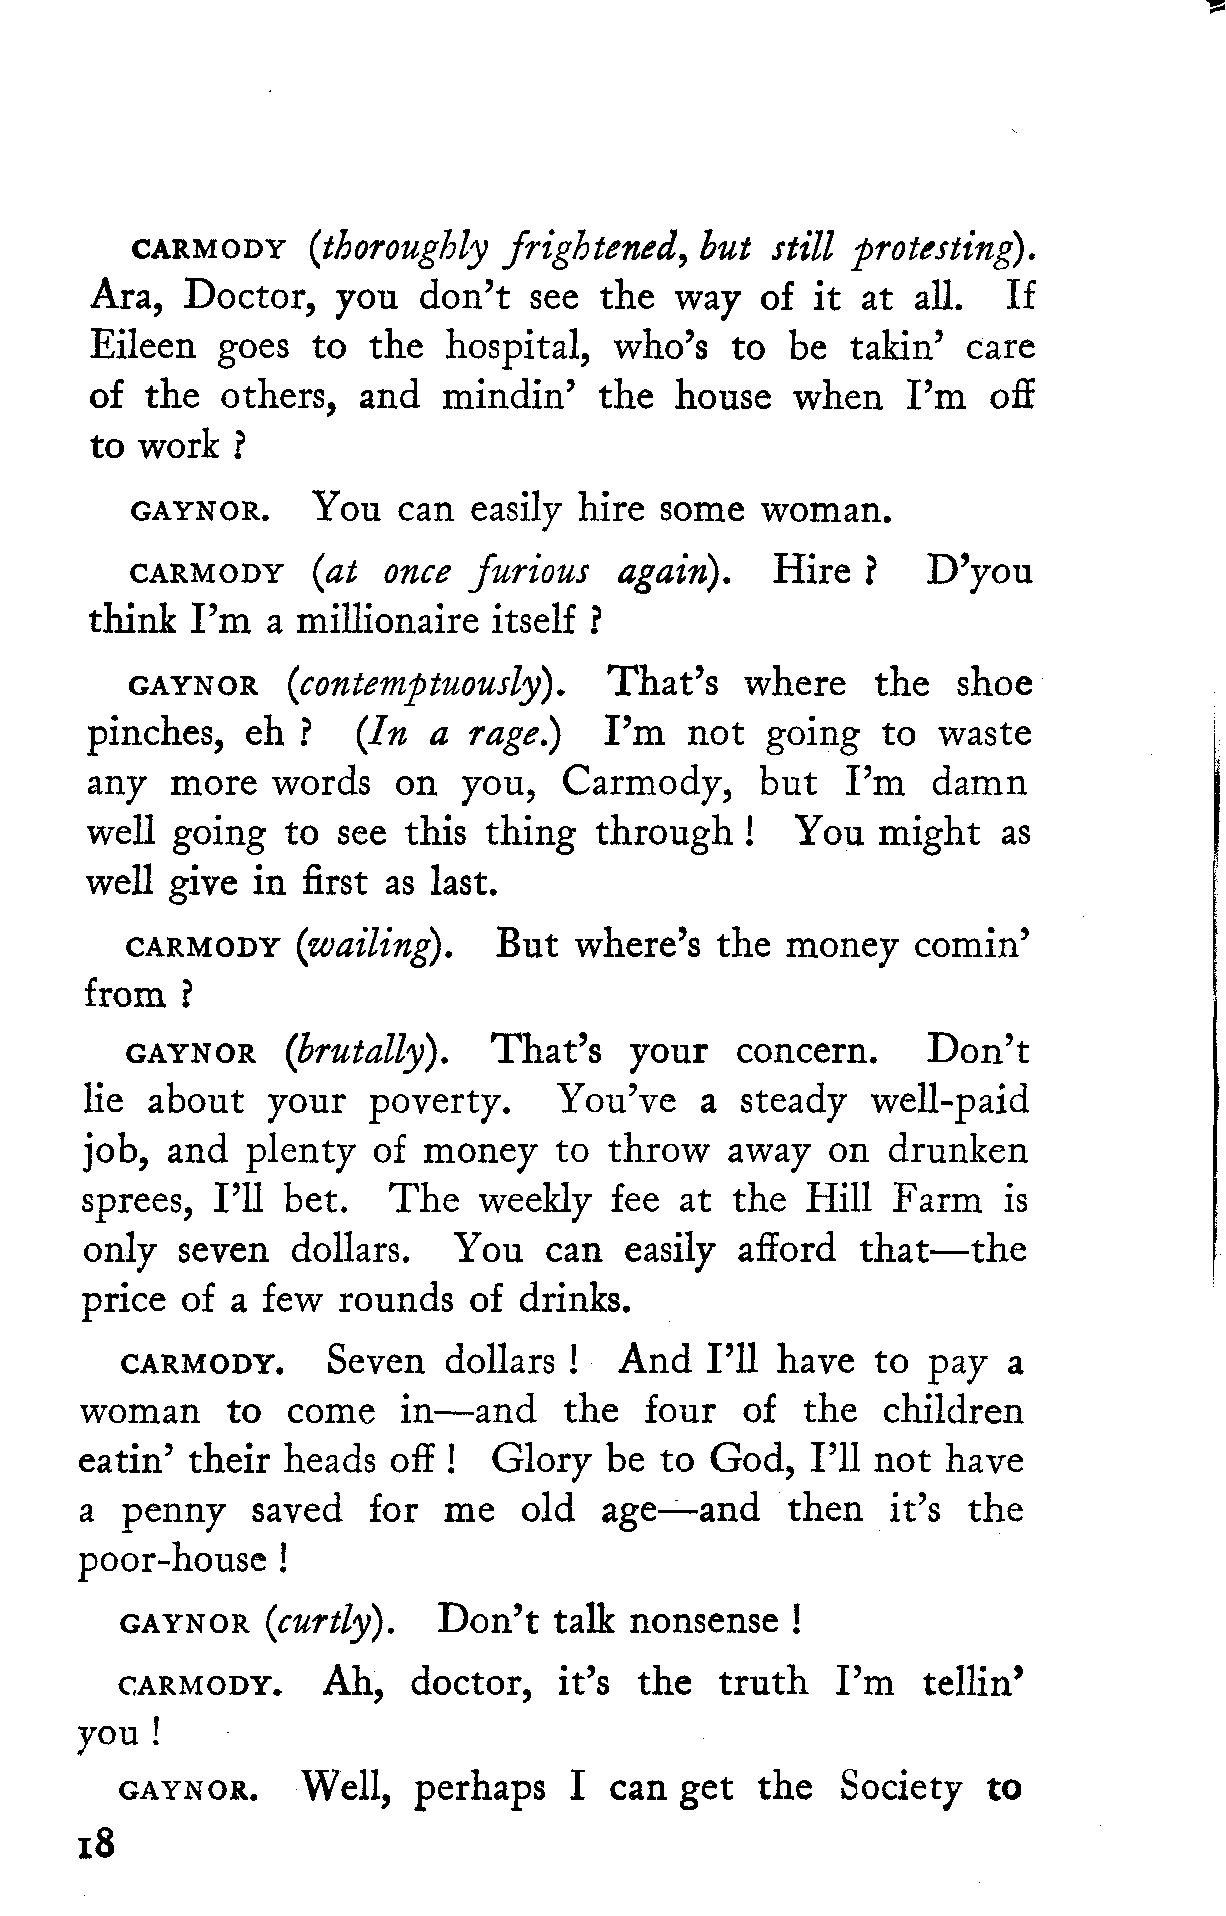 CARMODY (thoroughly frightened, but still protesting).
Ara, Doctor, you don't see the way of it at all. If
Eileen goes to the hospital, who's to be takin' care
of the others, and mindin' the house when I'm off
to work ?
GAYNOR. You can easily hire some woman.
CARMODY (at once furious again). Hire ? D'you
think I'm a millionaire itself ?
GAYNOR (contemptuously). That's where the shoe
pinches, eh ? (In a rage.) I'm not going to waste
any more words on you, Carmody, but I'm damn
well going to see this thing through ! You might as
well give in first as last.
CARMODY (wailing). But where's the money comin'
from ?
GAYNOR (brutally). That's your concern. Don't
lie about your poverty. You've a steady well-paid
job, and plenty of money to throw away on drunken
sprees, I'll bet. The weekly fee at the Hill Farm is
only seven dollars. You can easily afford that—the
price of a few rounds of drinks.
CARMODY. Seven dollars ! And I'll have to pay a
woman to come in—and the four of the children
eatin' their heads off ! Glory be to God, I'll not have
a penny saved for me old age—and then it's the
poor-house !
GAYNOR (curtly). Don't talk nonsense !
CARMODY. Ah, doctor, it's the truth I'm tellin'
you !
GAYNOR. Well, perhaps I can get the Society to
18